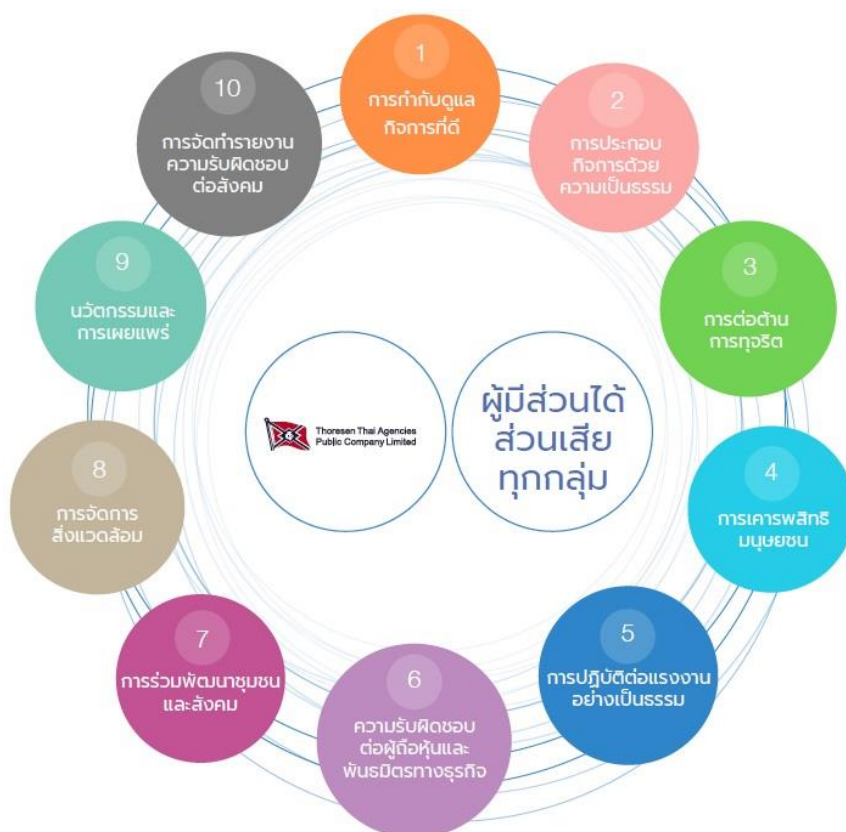 1
การกำกับดูแล
กิจการที่ดี
2
การประกอบ
กิจการด้วย
ความเป็นธรรม
3
การต่อต้าน
การทุจริต
4
การเคารพสิทธิ
มนุษยชน
5
การปฏิบัติต่อแรงงาน
อย่างเป็นธรรม
6
ความรับผิดชอบ
ต่อผู้ถือหุ้นและ
พันธมิตรทางธุรกิจ
7
การร่วมพัฒนาชุมชน
และสังคม
8
การจัดการ
สิ่งแวดล้อม
9
นวัตกรรมและ
การเผยแพร่
10
การจัดทำรายงาน
ความรับผิดชอบ
ต่อสังคม
Thoresen Thai Agencies
Public Company Limited
ผู้มีส่วนได้
ส่วนเสีย
ทุกกลุ่ม